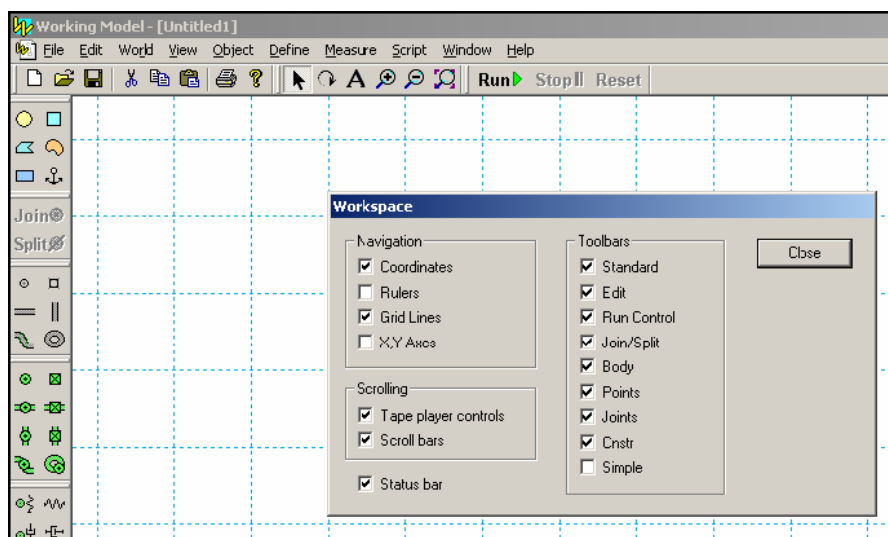 Working Model - [Untitled1]
File Edit World View Object Define Measure Script Window Help
A Run Stop Reset
Join
Split
Workspace
Navigation
Coordinates
Rulers
Grid Lines
X,Y Axes
Scrolling
Tape player controls
Scroll bars
Status bar
Toolbars
Standard
Edit
Run Control
Join/Split
Body
Points
Joints
Cnstr
Simple
Close